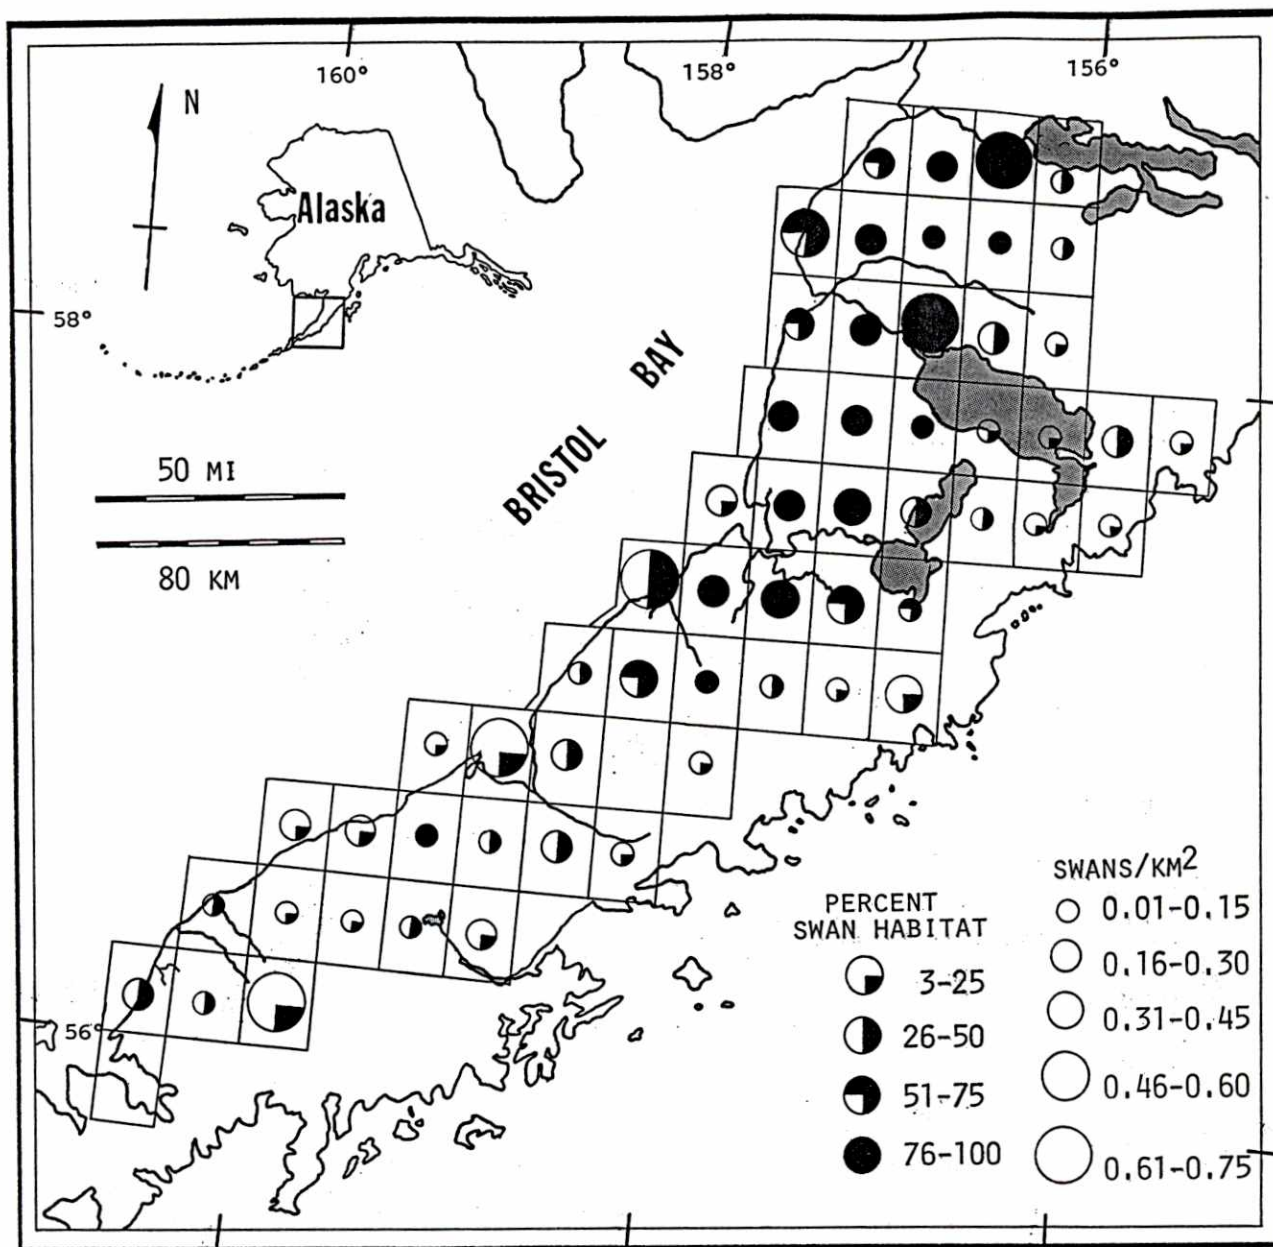 160°
158°
156°
N
Alaska
58°
BRISTOL BAY
50 MI
80 KM
56°
PERCENT
SWAN HABITAT
3-25
26-50
51-75
76-100
SWANS/KM2
0.01-0.15
0.16-0.30
0.31-0.45
0.46-0.60
0.61-0.75